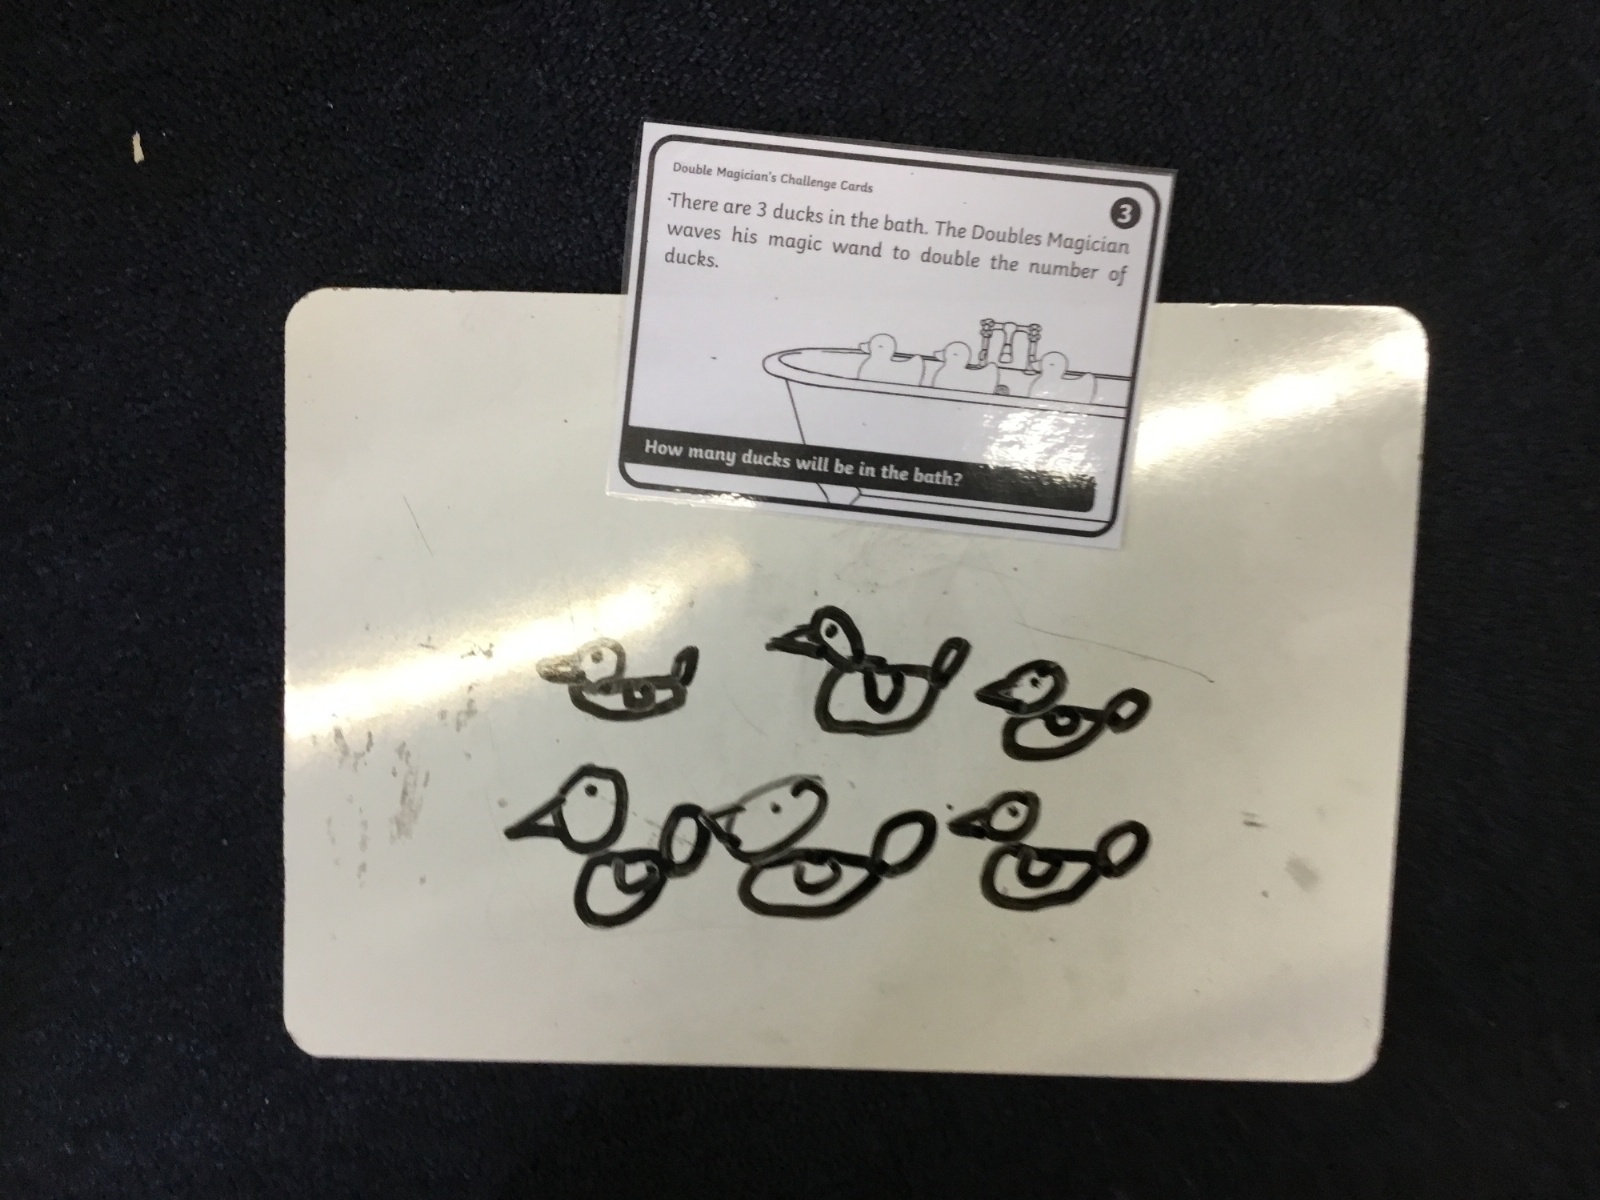 Double Magician's Challenge Cards
3
There are 3 ducks in the bath. The Doubles Magician
waves his magic wand to double the number of
ducks.
How many ducks will be in the bath?